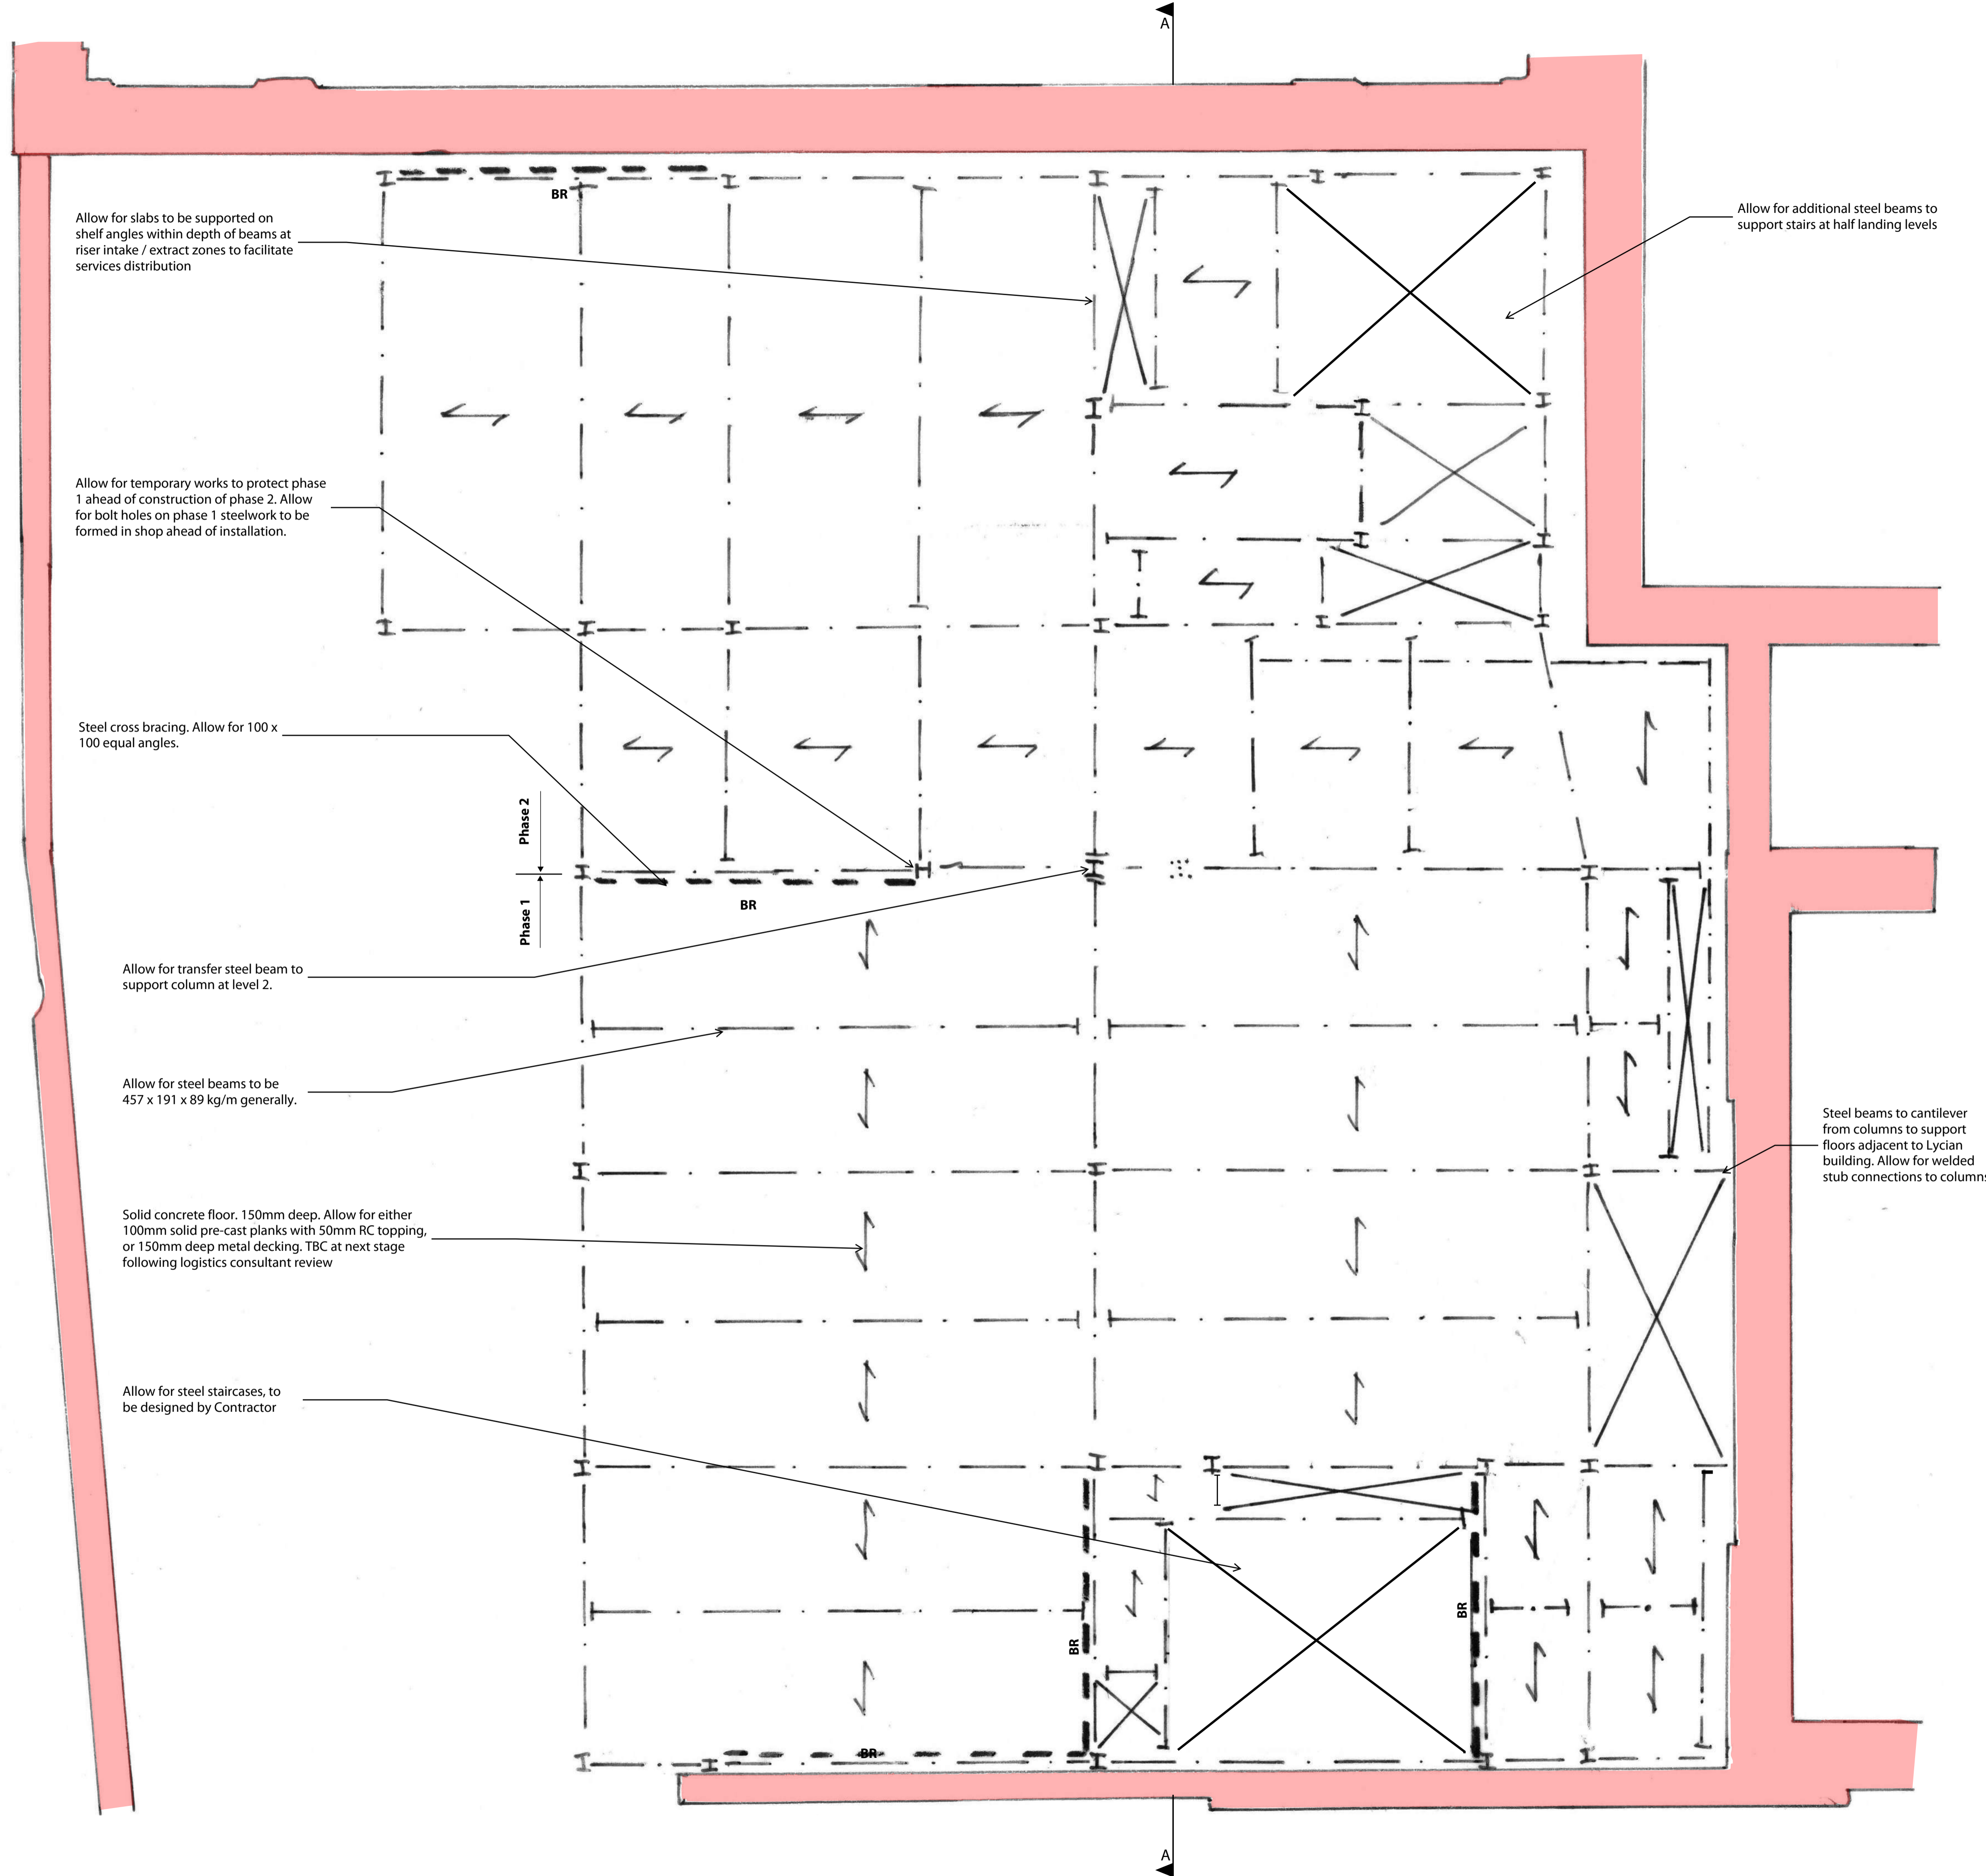 A
BR
Allow for slabs to be supported on
shelf angles within depth of beams at
riser intake / extract zones to facilitate
services distribution
Allow for additional steel beams to
support stairs at half landing levels
Allow for temporary works to protect phase
1 ahead of construction of phase 2. Allow
for bolt holes on phase 1 steelwork to be
formed in shop ahead of installation.
Steel cross bracing. Allow for 100 x
100 equal angles.
Phase 2
Phase 1
BR
Allow for transfer steel beam to
support column at level 2.
Allow for steel beams to be
457 x 191 x 89 kg/m generally.
Steel beams to cantilever
from columns to support
floors adjacent to Lycian
building. Allow for welded
stub connections to columns
Solid concrete floor. 150mm deep. Allow for either
100mm solid pre-cast planks with 50mm RC topping,
or 150mm deep metal decking. TBC at next stage
following logistics consultant review
Allow for steel staircases, to
be designed by Contractor
BR
BR
BR
A